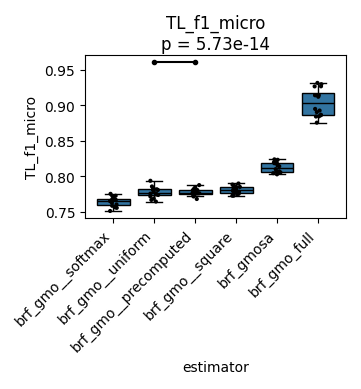 TL_f1_micro
p = 5.73e-14
TL_f1_micro
0.95
0.90
0.85
0.80
0.75
brf_gmo__softmax
brf_gmo__uniform
brf_gmo__precomputed
brf_gmo__square
brf_gmosa
brf_gmo_full
estimator